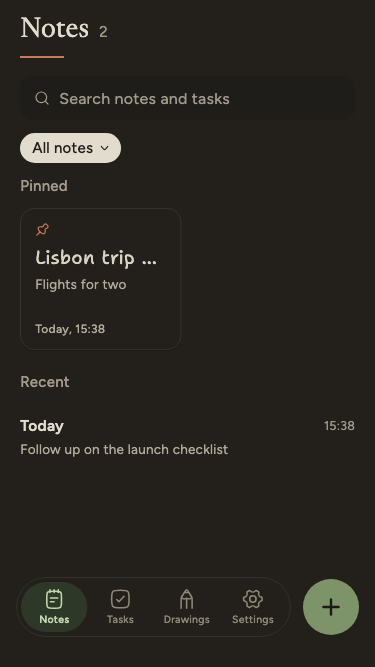 Notes 2
Search notes and tasks
All notes
Pinned
Lisbon trip ...
Flights for two
Today, 15:38
Recent
Today 15:38
Follow up on the launch checklist
Notes Tasks Drawings Settings